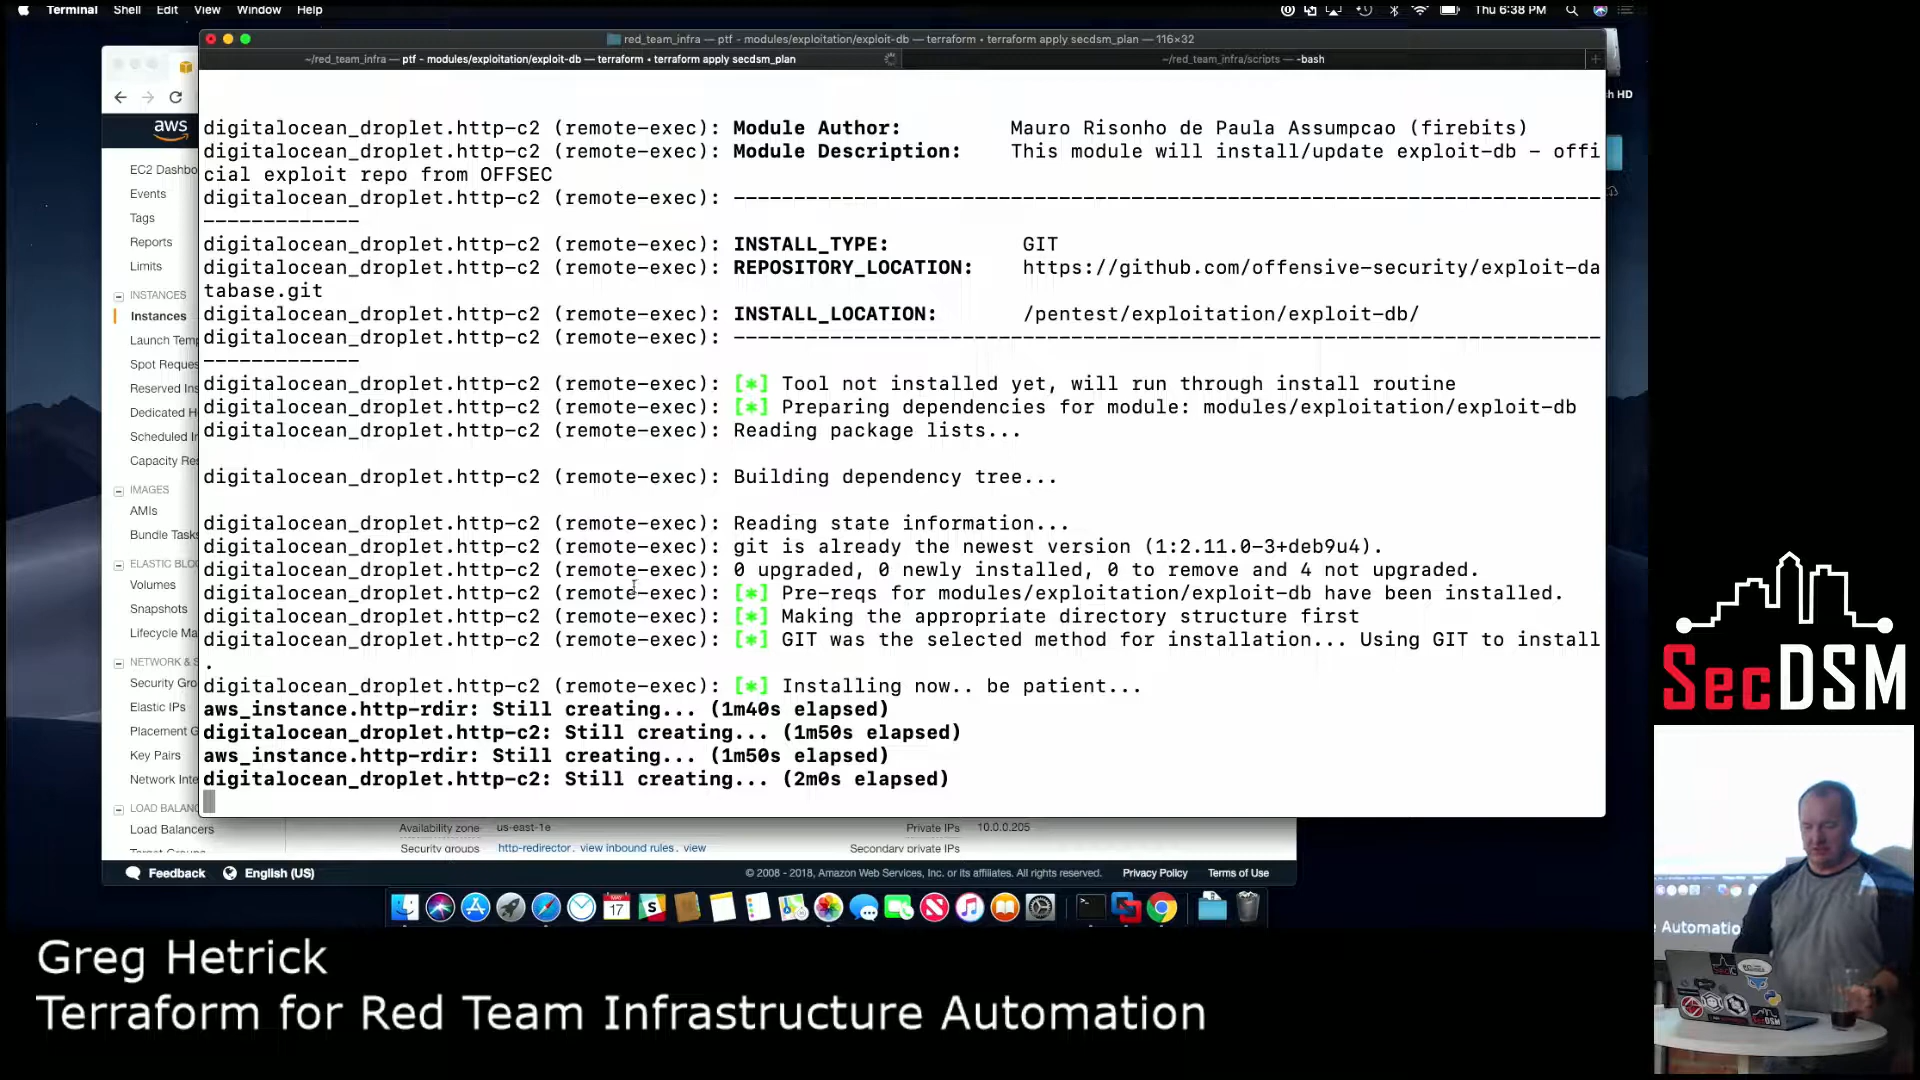 Terminal Shell Edit View Window Help
Thu 6:38 PM
red_team_infra — ptf - modules/exploitation/exploit-db — terraform • terraform apply secdsm_plan — 116×32
~/red_team_infra — ptf - modules/exploitation/exploit-db — terraform • terraform apply secdsm_plan
~/red_team_infra/scripts — -bash
digitalocean_droplet.http-c2 (remote-exec): Module Author: Mauro Risonho de Paula Assumpcao (firebits)
digitalocean_droplet.http-c2 (remote-exec): Module Description: This module will install/update exploit-db - offi
cial exploit repo from OFFSEC
digitalocean_droplet.http-c2 (remote-exec): ------------------------------------------------------------------------
-------------
digitalocean_droplet.http-c2 (remote-exec): INSTALL_TYPE: GIT
digitalocean_droplet.http-c2 (remote-exec): REPOSITORY_LOCATION: https://github.com/offensive-security/exploit-da
tabase.git
digitalocean_droplet.http-c2 (remote-exec): INSTALL_LOCATION: /pentest/exploitation/exploit-db/
digitalocean_droplet.http-c2 (remote-exec): ------------------------------------------------------------------------
-------------
digitalocean_droplet.http-c2 (remote-exec): [*] Tool not installed yet, will run through install routine
digitalocean_droplet.http-c2 (remote-exec): [*] Preparing dependencies for module: modules/exploitation/exploit-db
digitalocean_droplet.http-c2 (remote-exec): Reading package lists...
digitalocean_droplet.http-c2 (remote-exec): Building dependency tree...
digitalocean_droplet.http-c2 (remote-exec): Reading state information...
digitalocean_droplet.http-c2 (remote-exec): git is already the newest version (1:2.11.0-3+deb9u4).
digitalocean_droplet.http-c2 (remote-exec): 0 upgraded, 0 newly installed, 0 to remove and 4 not upgraded.
digitalocean_droplet.http-c2 (remote-exec): [*] Pre-reqs for modules/exploitation/exploit-db have been installed.
digitalocean_droplet.http-c2 (remote-exec): [*] Making the appropriate directory structure first
digitalocean_droplet.http-c2 (remote-exec): [*] GIT was the selected method for installation... Using GIT to install
.
digitalocean_droplet.http-c2 (remote-exec): [*] Installing now.. be patient...
aws_instance.http-rdir: Still creating... (1m40s elapsed)
digitalocean_droplet.http-c2: Still creating... (1m50s elapsed)
aws_instance.http-rdir: Still creating... (1m50s elapsed)
digitalocean_droplet.http-c2: Still creating... (2m0s elapsed)
aws
EC2 Dashbo
Events
Tags
Reports
Limits
INSTANCES
Instances
Launch Temp
Spot Reques
Reserved Ins
Dedicated H
Scheduled In
Capacity Res
IMAGES
AMIs
Bundle Tasks
ELASTIC BLOC
Volumes
Snapshots
Lifecycle Ma
NETWORK & S
Security Gro
Elastic IPs
Placement G
Key Pairs
Network Inte
LOAD BALANC
Load Balancers
Availability zone us-east-1e
Private IPs 10.0.0.205
Security groups http-redirector. view inbound rules. view
Secondary private IPs
Feedback English (US)
© 2008 - 2018, Amazon Web Services, Inc. or its affiliates. All rights reserved. Privacy Policy Terms of Use
17
HD
SecDSM
Automatio
SecDSM
Greg Hetrick
Terraform for Red Team Infrastructure Automation